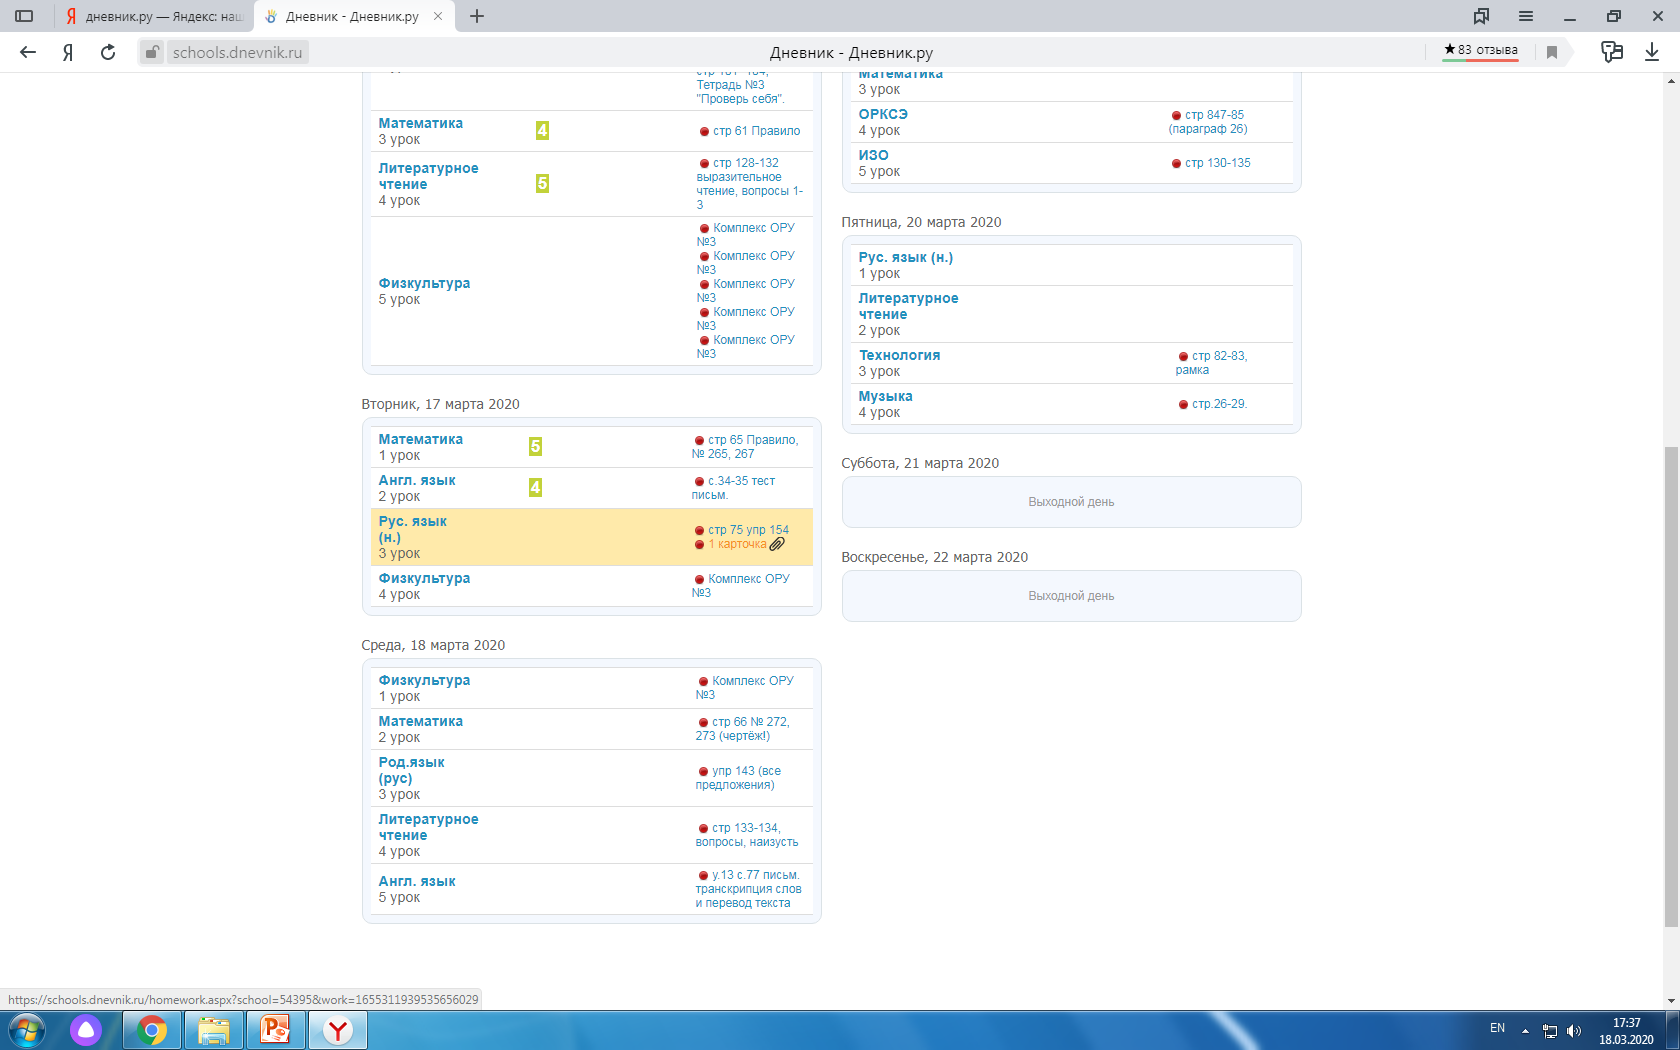 дневник.ру — Яндекс: наш
Дневник - Дневник.ру
schools.dnevnik.ru
Дневник - Дневник.ру
★83 отзыва
Тетрадь №3
"Проверь себя".
Математика
3 урок
4
стр 61 Правило
Литературное
чтение
4 урок
5
стр 128-132
выразительное
чтение, вопросы 1-
3
Физкультура
5 урок
Комплекс ОРУ
№3
Комплекс ОРУ
№3
Комплекс ОРУ
№3
Комплекс ОРУ
№3
Комплекс ОРУ
№3
Вторник, 17 марта 2020
Математика
1 урок
5
стр 65 Правило,
№ 265, 267
Англ. язык
2 урок
4
с.34-35 тест
письм.
Рус. язык
(н.)
3 урок
стр 75 упр 154
1 карточка
Физкультура
4 урок
Комплекс ОРУ
№3
Среда, 18 марта 2020
Физкультура
1 урок
Комплекс ОРУ
№3
Математика
2 урок
стр 66 № 272,
273 (чертёж!)
Род.язык
(рус)
3 урок
упр 143 (все
предложения)
Литературное
чтение
4 урок
стр 133-134,
вопросы, наизусть
Англ. язык
5 урок
у.13 с.77 письм.
транскрипция слов
и перевод текста
Математика
3 урок
ОРКСЭ
4 урок
стр 847-85
(параграф 26)
ИЗО
5 урок
стр 130-135
Пятница, 20 марта 2020
Рус. язык (н.)
1 урок
Литературное
чтение
2 урок
Технология
3 урок
стр 82-83,
рамка
Музыка
4 урок
стр.26-29.
Суббота, 21 марта 2020
Выходной день
Воскресенье, 22 марта 2020
Выходной день
https://schools.dnevnik.ru/homework.aspx?school=54395&work=1655311939535656029
EN
17:37
18.03.2020